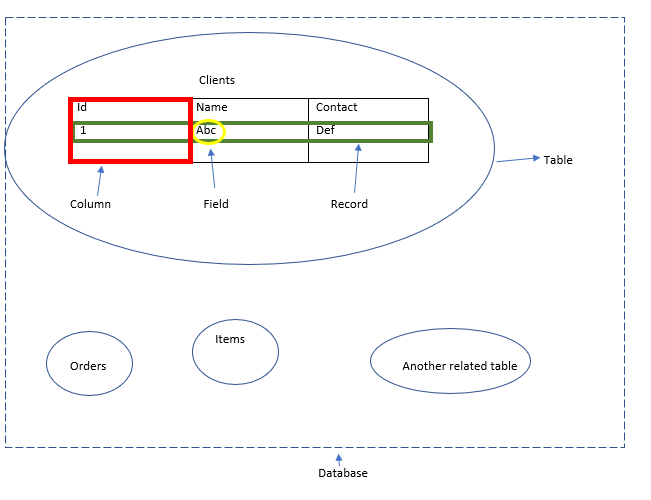 Clients
Id Name Contact
1 Abc Def
Table
Column Field Record
Orders Items Another related table
Database